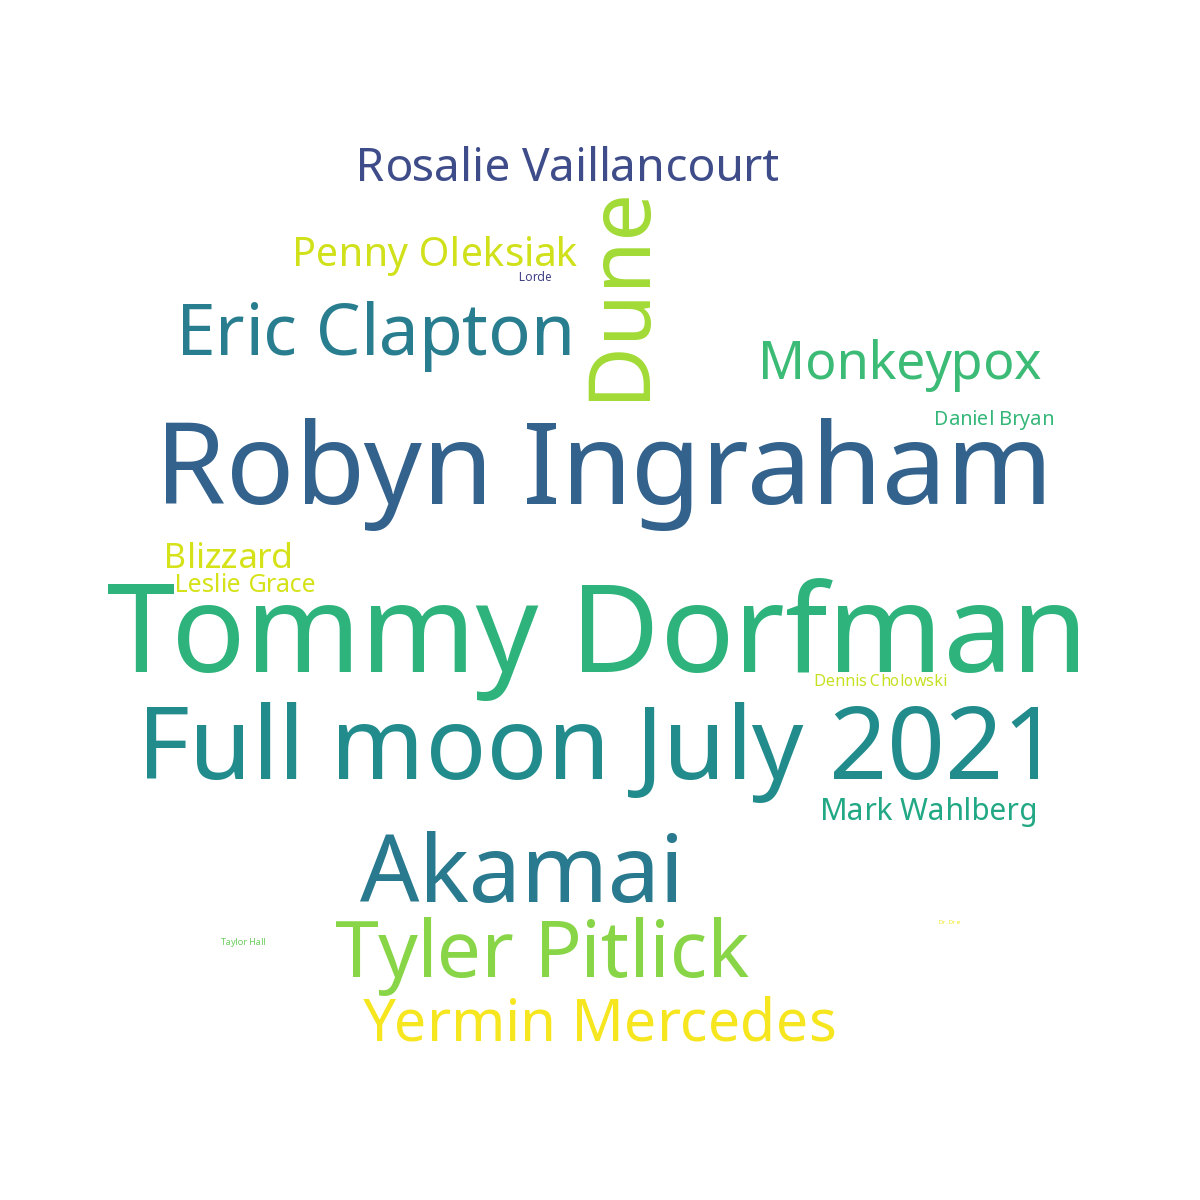 Rosalie Vaillancourt
Dune
Penny Oleksiak
Lorde
Eric Clapton
Monkeypox
Daniel Bryan
Robyn Ingraham
Blizzard
Leslie Grace
Tommy Dorfman
Dennis Cholowski
Full moon July 2021
Mark Wahlberg
Akamai
Tyler Pitlick
Taylor Hall
Yermin Mercedes